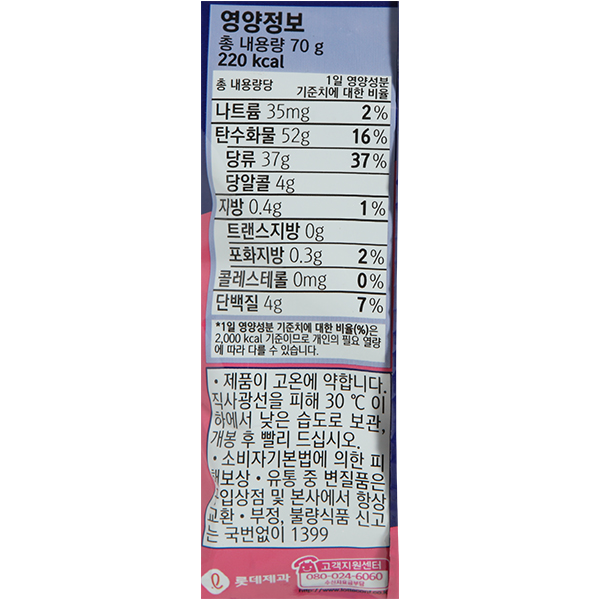 영양정보
총 내용량 70 g
220 kcal
총 내용량당 1일 영양성분 기준치에 대한 비율
나트륨 35mg 2%
탄수화물 52g 16%
당류 37g 37%
당알콜 4g
지방 0.4g 1%
트랜스지방 0g
포화지방 0.3g 2%
콜레스테롤 0mg 0%
단백질 4g 7%
*1일 영양성분 기준치에 대한 비율(%)은
2,000 kcal 기준이므로 개인의 필요 열량
에 따라 다를 수 있습니다.
• 제품이 고온에 약합니다.
직사광선을 피해 30 ℃ 이
하에서 낮은 습도로 보관,
개봉 후 빨리 드십시오.
• 소비자기본법에 의한 피
해보상 • 유통 중 변질품은
입상점 및 본사에서 항상
교환 • 부정, 불량식품 신고
는 국번없이 1399
롯데제과
고객지원센터
080-024-6060
수신자요금부담